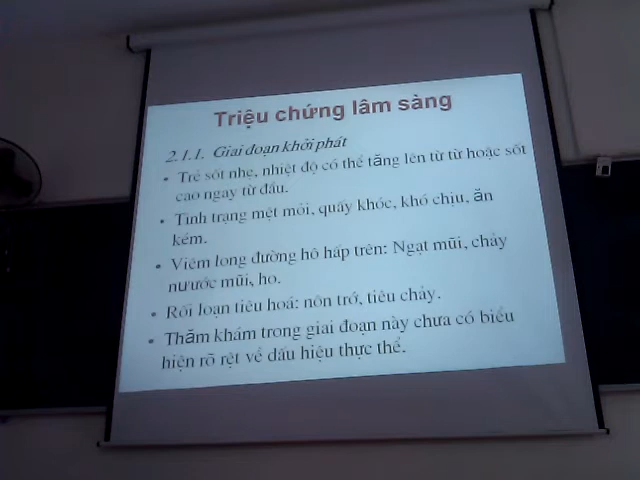 Triệu chứng lâm sàng
2.1.1. Giai đoạn khởi phát
• Trẻ sốt nhẹ, nhiệt độ có thể tăng lên từ từ hoặc sốt
cao ngay từ đầu.
• Tình trạng mệt mỏi, quấy khóc, khó chịu, ăn
kém.
• Viêm long đường hô hấp trên: Ngạt mũi, chảy
nưước mũi, ho.
• Rối loạn tiêu hoá: nôn trớ, tiêu chảy.
• Thăm khám trong giai đoạn này chưa có biểu
hiện rõ rệt về dấu hiệu thực thể.